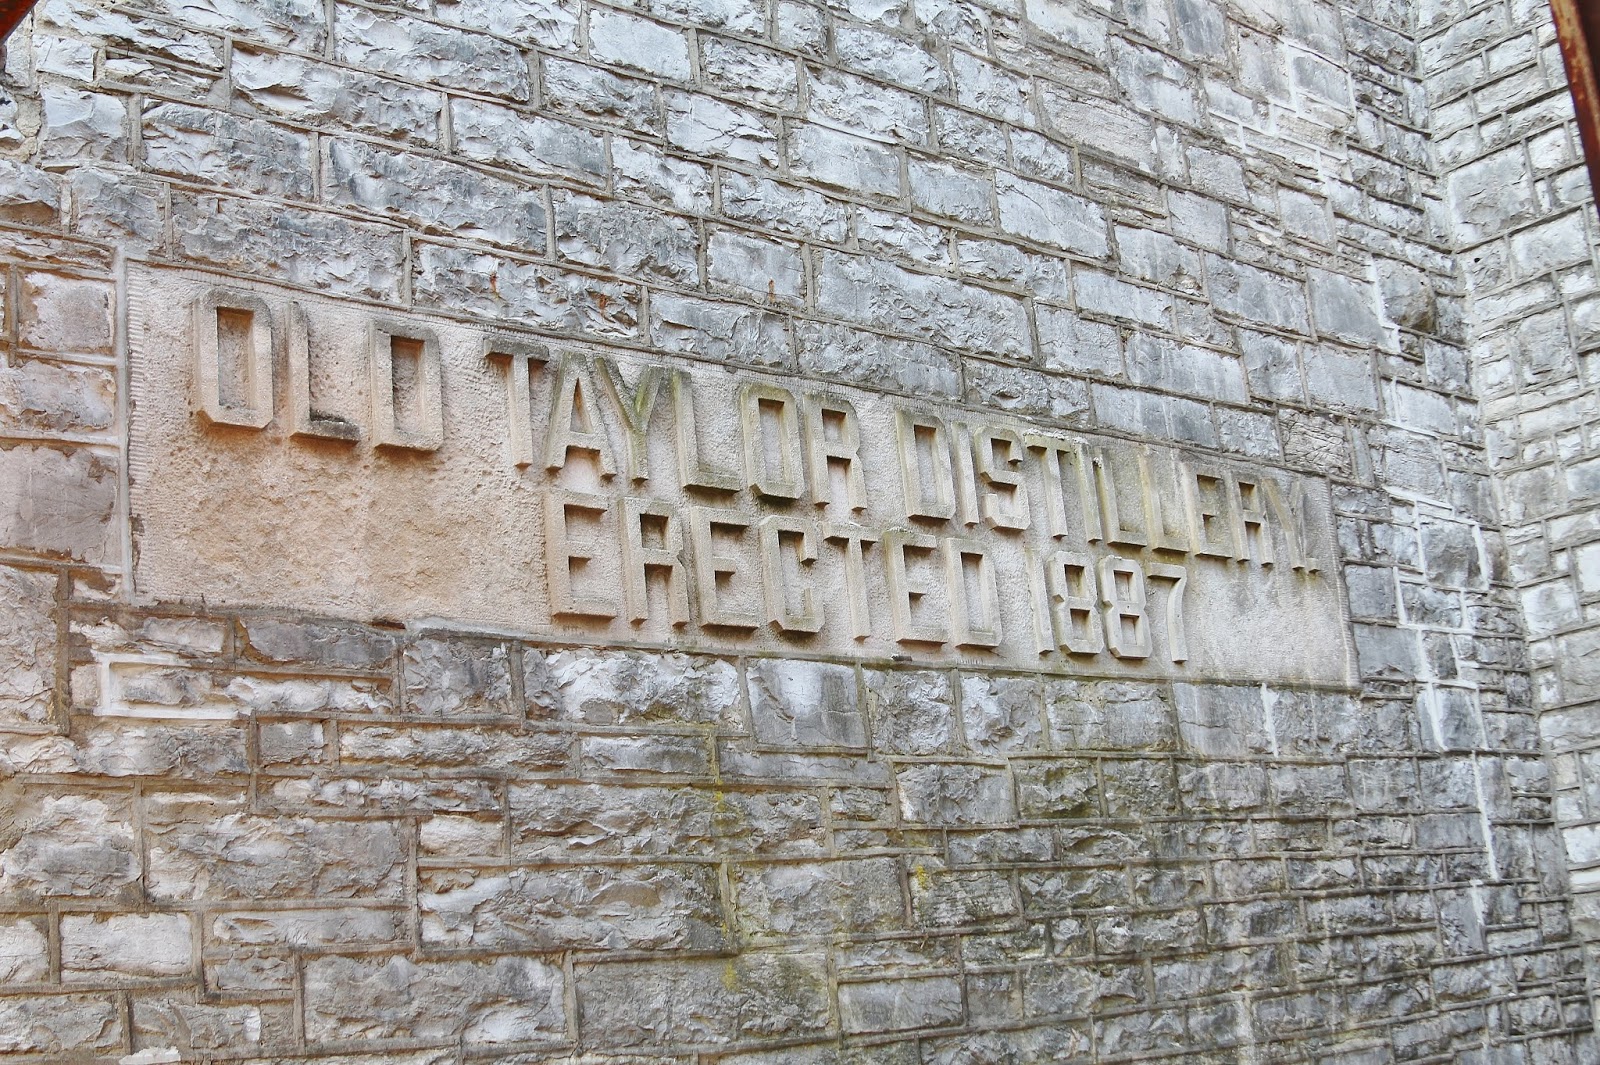 OLD TAYLOR DISTILLERY.
ERECTED 1887